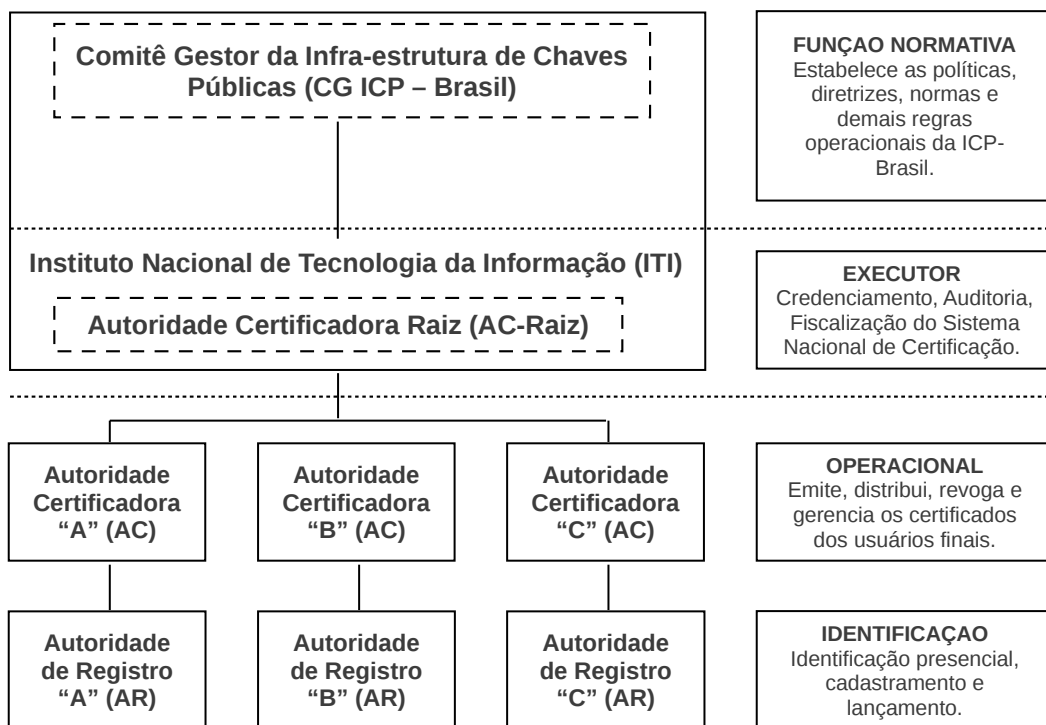 Comitê Gestor da Infra-estrutura de Chaves
Públicas (CG ICP – Brasil)
FUNÇAO NORMATIVA
Estabelece as políticas,
diretrizes, normas e
demais regras
operacionais da ICP-
Brasil.
Instituto Nacional de Tecnologia da Informação (ITI)
Autoridade Certificadora Raiz (AC-Raiz)
EXECUTOR
Credenciamento, Auditoria,
Fiscalização do Sistema
Nacional de Certificação.
Autoridade
Certificadora
“A” (AC)
Autoridade
Certificadora
“B” (AC)
Autoridade
Certificadora
“C” (AC)
OPERACIONAL
Emite, distribui, revoga e
gerencia os certificados
dos usuários finais.
Autoridade
de Registro
“A” (AR)
Autoridade
de Registro
“B” (AR)
Autoridade
de Registro
“C” (AR)
IDENTIFICAÇAO
Identificação presencial,
cadastramento e
lançamento.